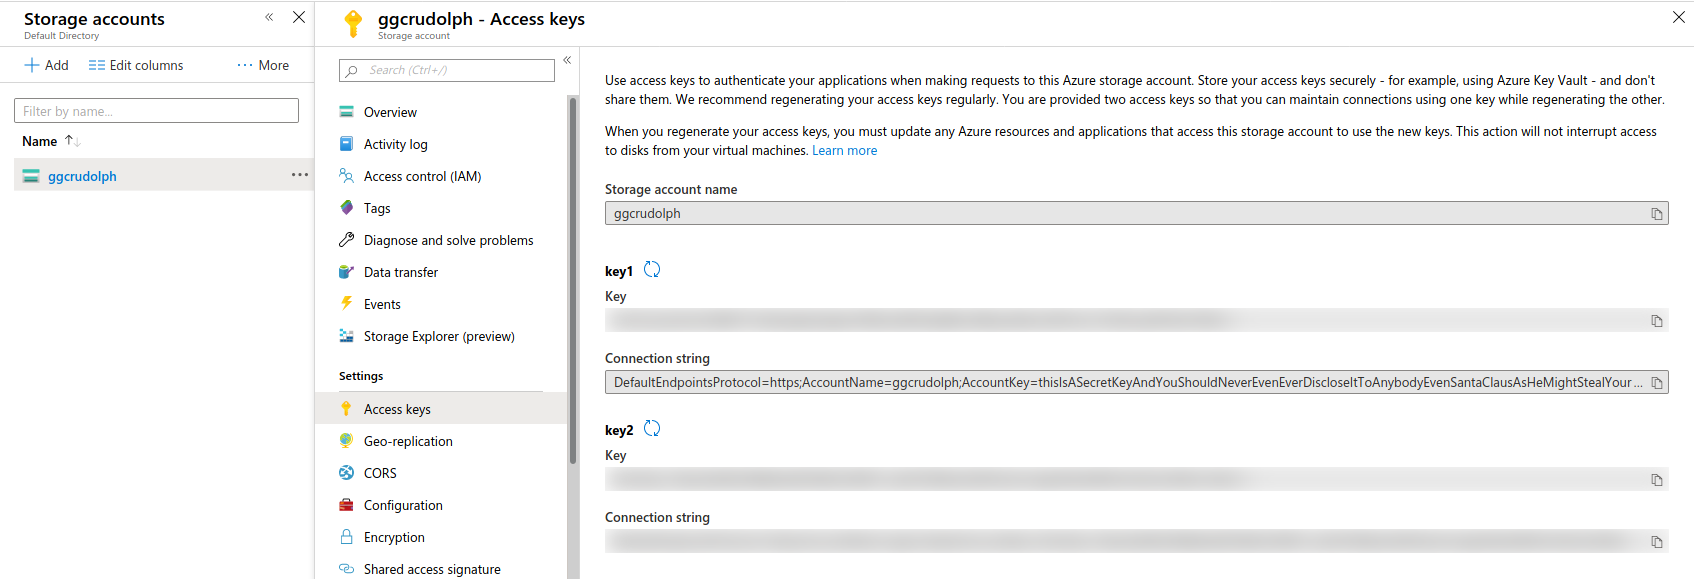 Storage accounts
Default Directory
Add
Edit columns
More
Filter by name...
Name
ggcrudolph
ggcrudolph - Access keys
Storage account
Search (Ctrl+/)
Overview
Activity log
Access control (IAM)
Tags
Diagnose and solve problems
Data transfer
Events
Storage Explorer (preview)
Settings
Access keys
Geo-replication
CORS
Configuration
Encryption
Shared access signature
Use access keys to authenticate your applications when making requests to this Azure storage account. Store your access keys securely - for example, using Azure Key Vault - and don't
share them. We recommend regenerating your access keys regularly. You are provided two access keys so that you can maintain connections using one key while regenerating the other.
When you regenerate your access keys, you must update any Azure resources and applications that access this storage account to use the new keys. This action will not interrupt access
to disks from your virtual machines. Learn more
Storage account name
ggcrudolph
key1
Key
Connection string
DefaultEndpointsProtocol=https;AccountName=ggcrudolph;AccountKey=thisIsASecretKeyAndYouShouldNeverEvenEverDiscloseItToAnybodyEvenSantaClausAsHeMightStealYour ...
key2
Key
Connection string